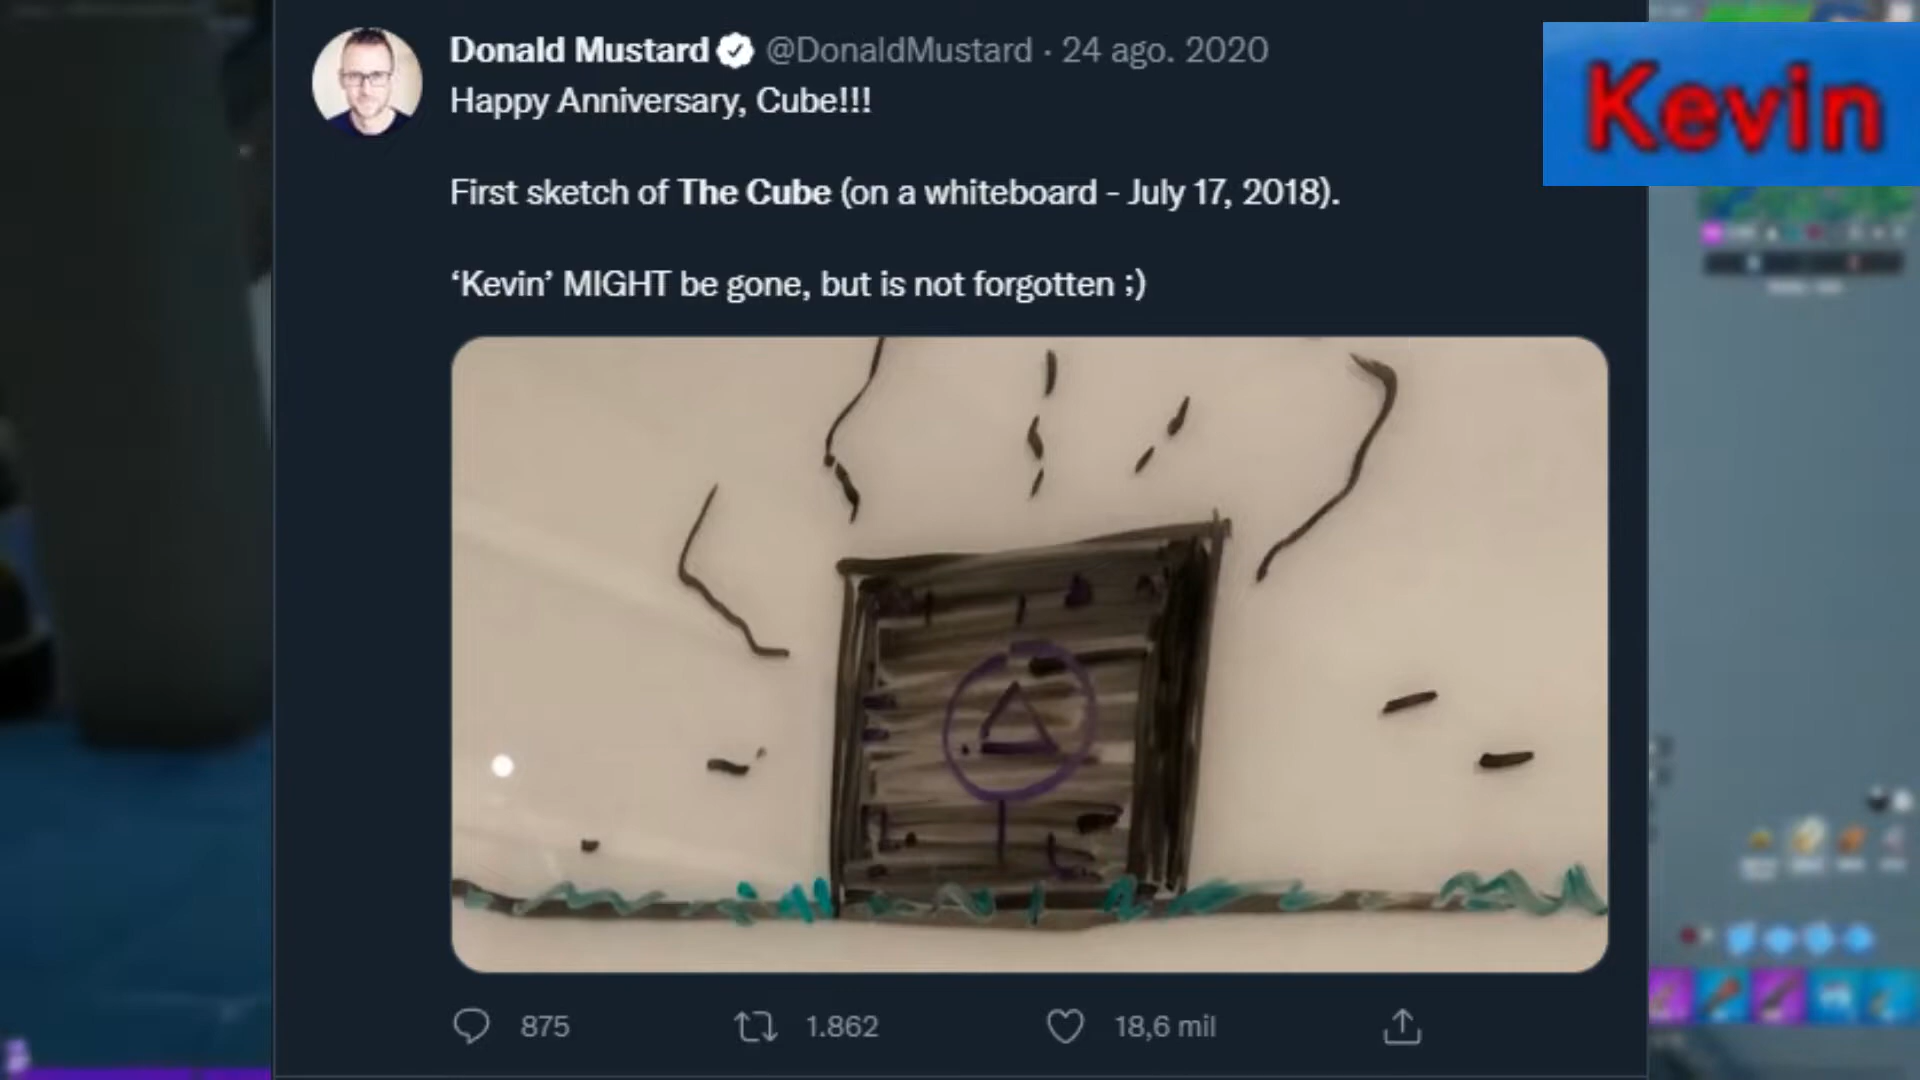 Donald Mustard @DonaldMustard · 24 ago. 2020
Happy Anniversary, Cube!!!
Kevin
First sketch of The Cube (on a whiteboard - July 17, 2018).
‘Kevin’ MIGHT be gone, but is not forgotten ;)
875 1.862 18,6 mil